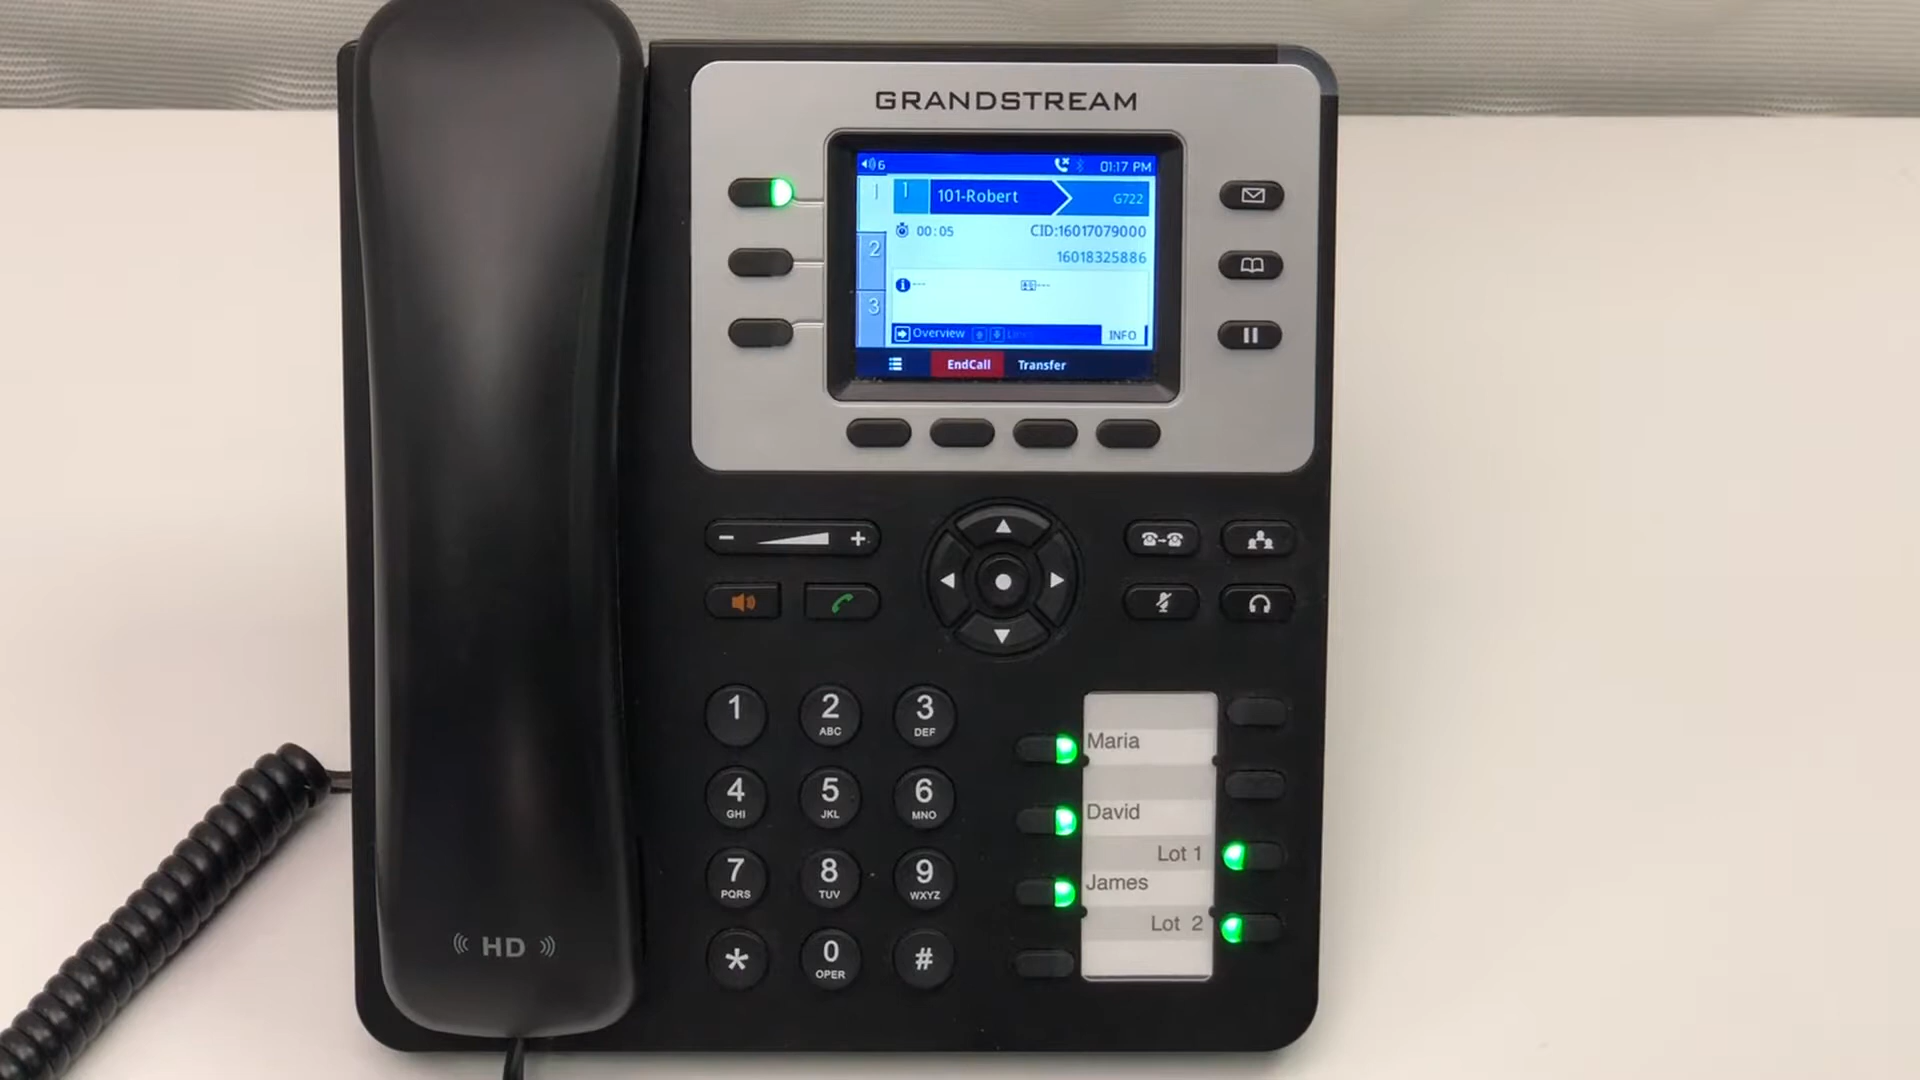 GRANDSTREAM
6 01:17 PM
1 1 101-Robert G722
00:05 CID:16017079000
2 16018325886
i --- ---
3
Overview INFO
EndCall Transfer
- +
1 2 3
ABC DEF
Maria
4 5 6
GHI JKL MNO
David
Lot 1
7 8 9
PQRS TUV WXYZ
James
Lot 2
HD
* 0 #
OPER